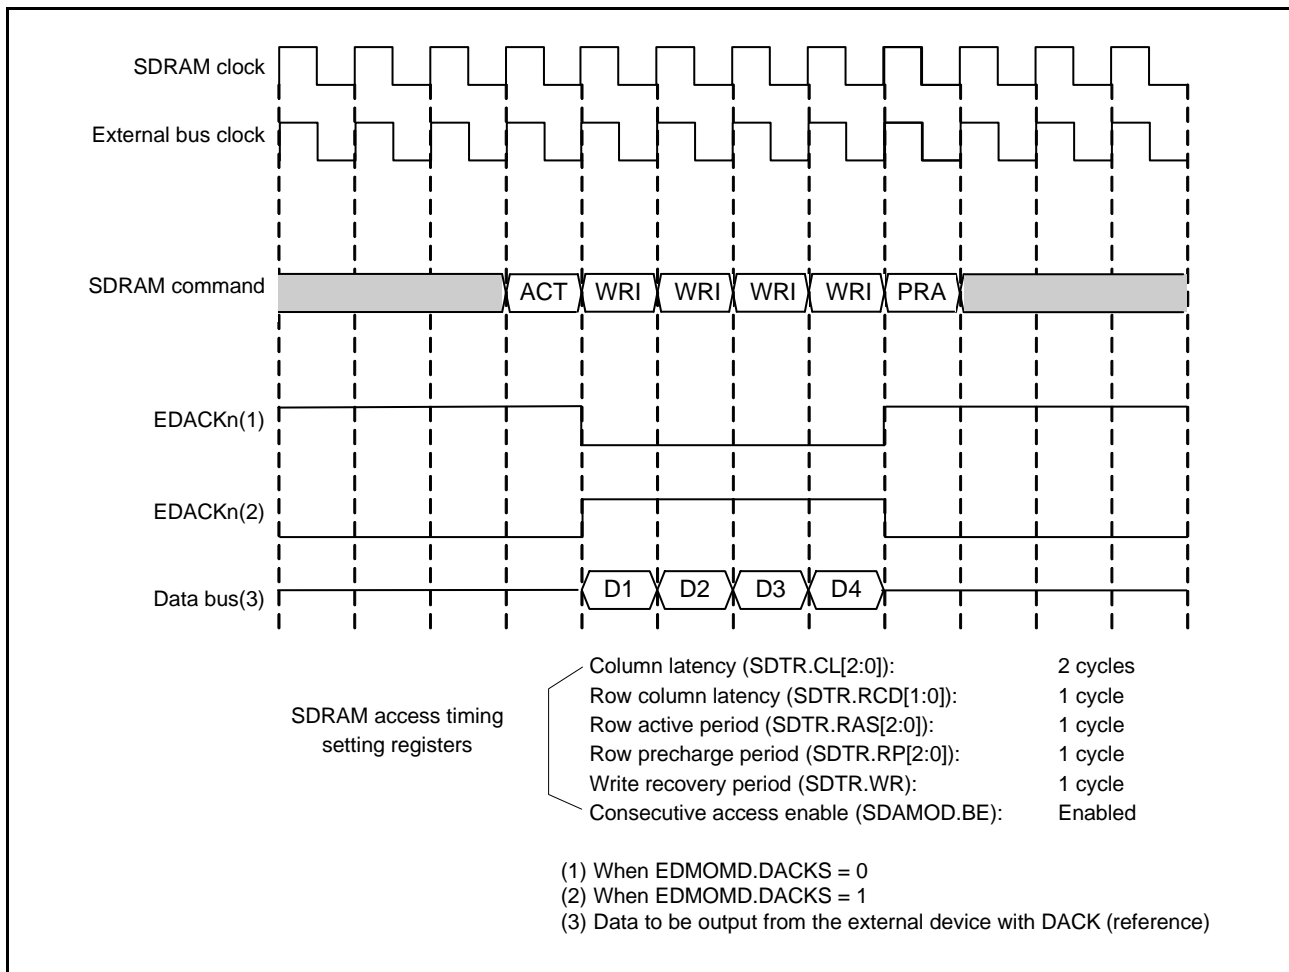 SDRAM clock
External bus clock
SDRAM command
ACT WRI WRI WRI WRI PRA
EDACKn(1)
EDACKn(2)
Data bus(3)
D1 D2 D3 D4
SDRAM access timing
setting registers
Column latency (SDTR.CL[2:0]): 2 cycles
Row column latency (SDTR.RCD[1:0]): 1 cycle
Row active period (SDTR.RAS[2:0]): 1 cycle
Row precharge period (SDTR.RP[2:0]): 1 cycle
Write recovery period (SDTR.WR): 1 cycle
Consecutive access enable (SDAMOD.BE): Enabled
(1) When EDMOMD.DACKS = 0
(2) When EDMOMD.DACKS = 1
(3) Data to be output from the external device with DACK (reference)